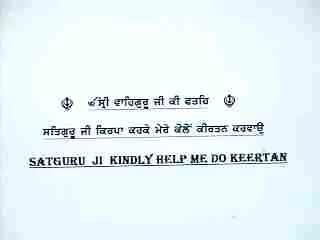 ☬ ੴ ਸ੍ਰੀ ਵਾਹਿਗੁਰੂ ਜੀ ਕੀ ਫਤਹਿ ☬
ਸਤਿਗੁਰੂ ਜੀ ਕਿਰਪਾ ਕਰਕੇ ਮੇਰੇ ਕੋਲੋਂ ਕੀਰਤਨ ਕਰਵਾਉ
SATGURU JI KINDLY HELP ME DO KEERTAN